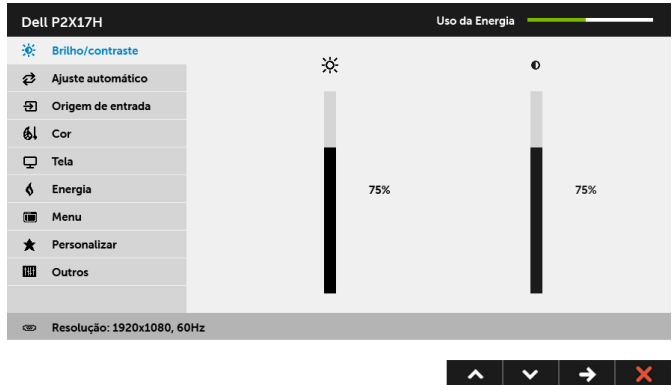 Dell P2X17H
Uso da Energia
Brilho/contraste
Ajuste automático
Origem de entrada
Cor
Tela
Energia
Menu
Personalizar
Outros
75%
75%
Resolução: 1920x1080, 60Hz